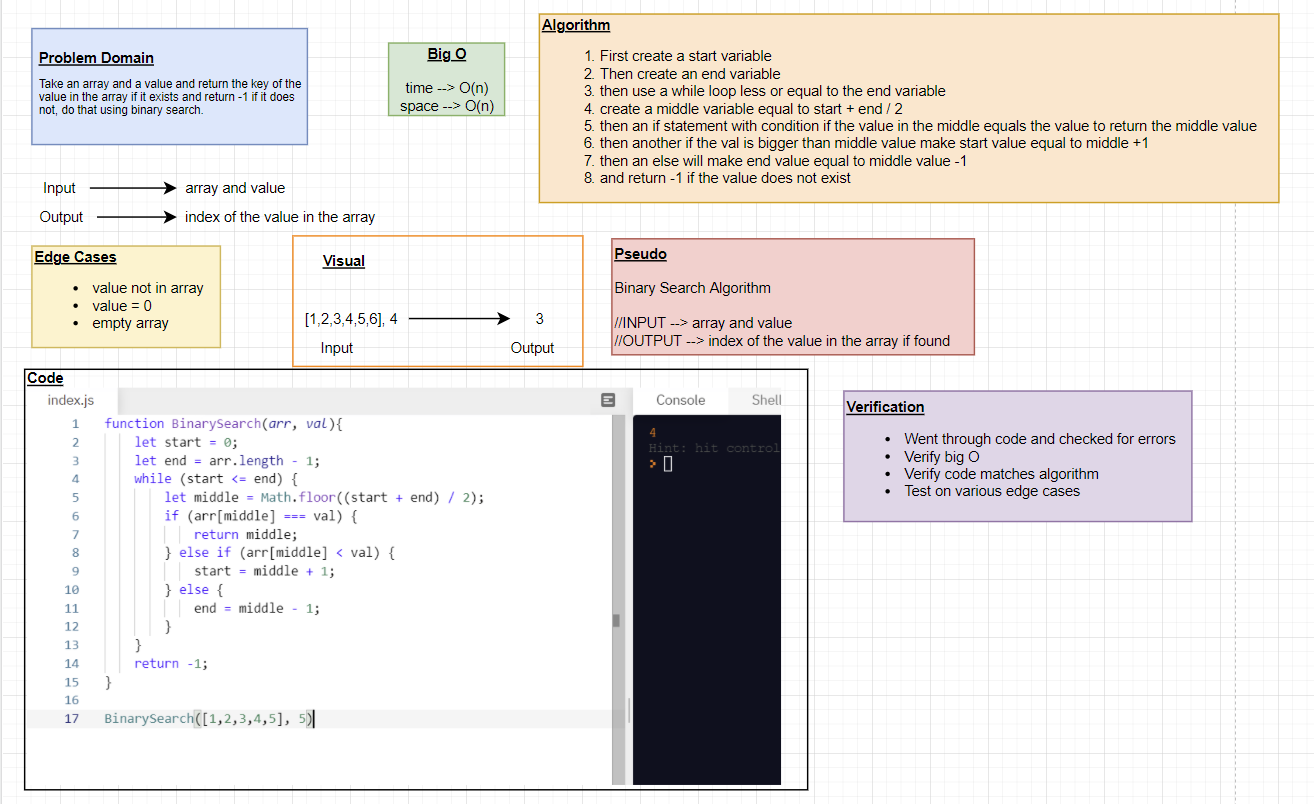 Problem Domain
Take an array and a value and return the key of the
value in the array if it exists and return -1 if it does
not, do that using binary search.
Big O
time --> O(n)
space --> O(n)
Algorithm
1. First create a start variable
2. Then create an end variable
3. then use a while loop less or equal to the end variable
4. create a middle variable equal to start + end / 2
5. then an if statement with condition if the value in the middle equals the value to return the middle value
6. then another if the val is bigger than middle value make start value equal to middle +1
7. then an else will make end value equal to middle value -1
8. and return -1 if the value does not exist
Input array and value
Output index of the value in the array
Edge Cases
• value not in array
• value = 0
• empty array
Visual
[1,2,3,4,5,6], 4 3
Input Output
Pseudo
Binary Search Algorithm
//INPUT --> array and value
//OUTPUT --> index of the value in the array if found
Code
index.js
1 function BinarySearch(arr, val){
2 let start = 0;
3 let end = arr.length - 1;
4 while (start <= end) {
5 let middle = Math.floor((start + end) / 2);
6 if (arr[middle] === val) {
7 return middle;
8 } else if (arr[middle] < val) {
9 start = middle + 1;
10 } else {
11 end = middle - 1;
12 }
13 }
14 return -1;
15 }
16
17 BinarySearch([1,2,3,4,5], 5)
Console Shell
4
Hint: hit control
>
Verification
• Went through code and checked for errors
• Verify big O
• Verify code matches algorithm
• Test on various edge cases